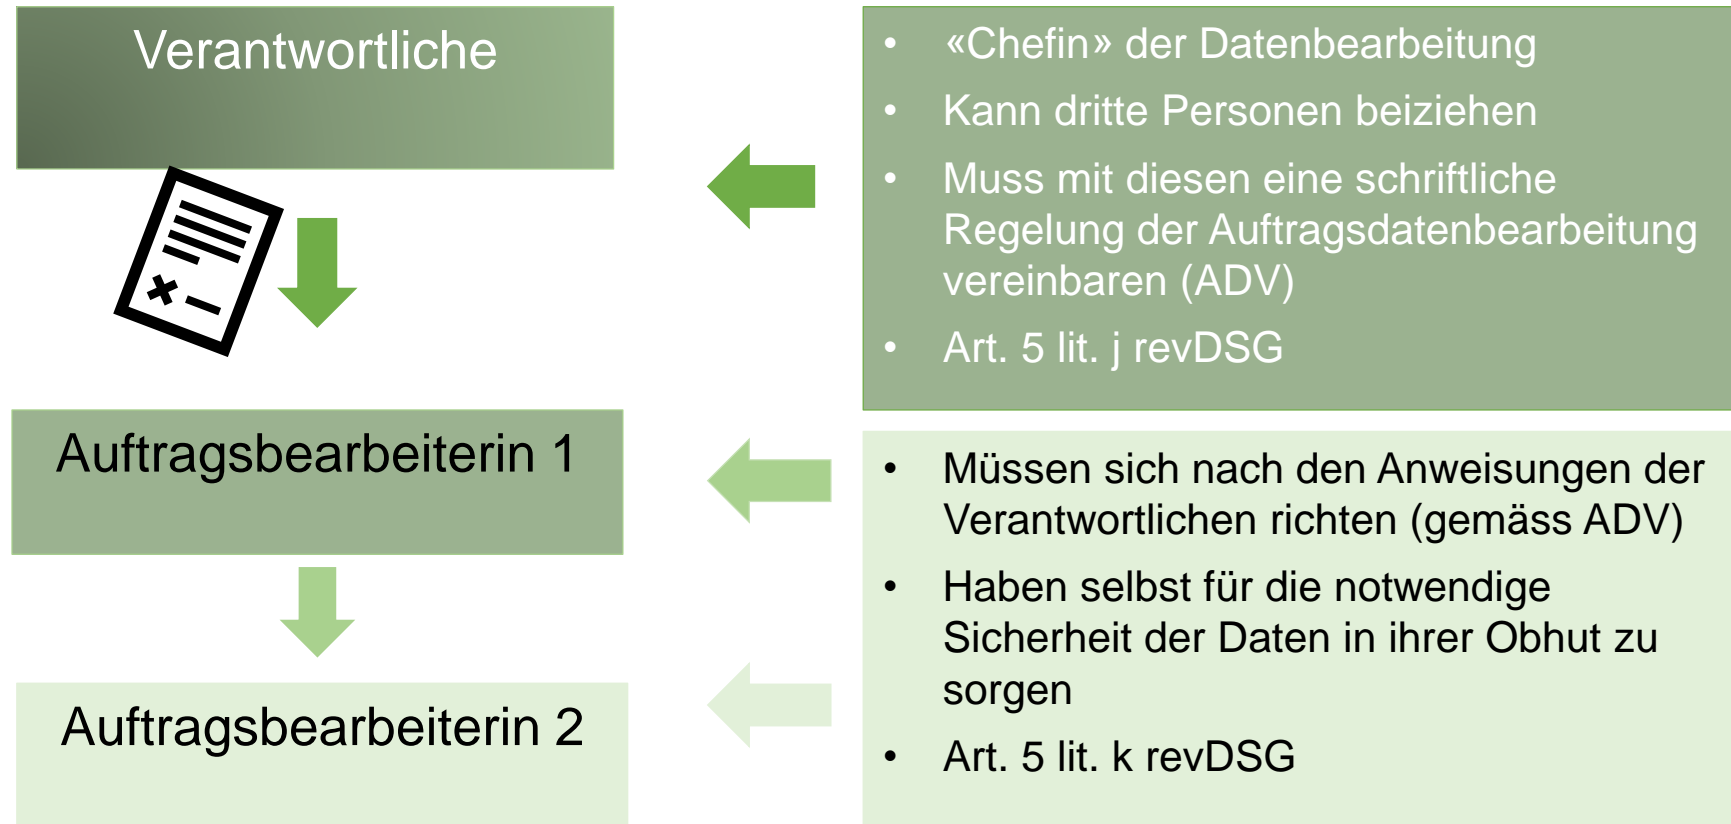 Verantwortliche
• «Chefin» der Datenbearbeitung
• Kann dritte Personen beiziehen
• Muss mit diesen eine schriftliche
Regelung der Auftragsdatenbearbeitung
vereinbaren (ADV)
• Art. 5 lit. j revDSG
Auftragsbearbeiterin 1
Auftragsbearbeiterin 2
• Müssen sich nach den Anweisungen der
Verantwortlichen richten (gemäss ADV)
• Haben selbst für die notwendige
Sicherheit der Daten in ihrer Obhut zu
sorgen
• Art. 5 lit. k revDSG